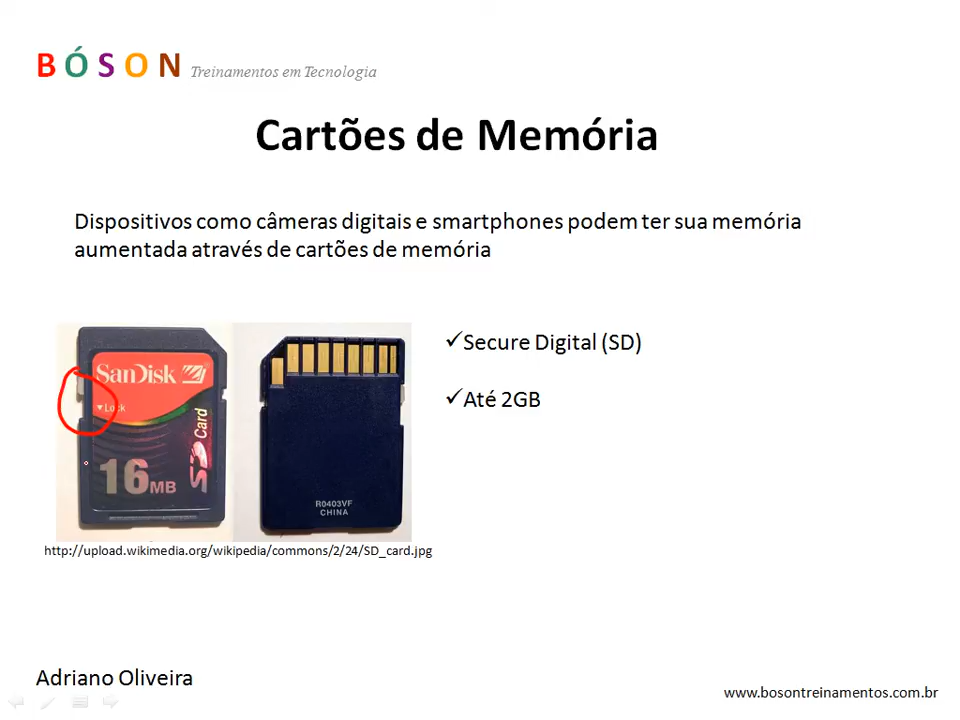 BÓSON Treinamentos em Tecnologia
Cartões de Memória
Dispositivos como câmeras digitais e smartphones podem ter sua memória
aumentada através de cartões de memória
✓Secure Digital (SD)
✓Até 2GB
SanDisk
▼Lock
SD Card
16MB
R0403VF
CHINA
http://upload.wikimedia.org/wikipedia/commons/2/24/SD_card.jpg
Adriano Oliveira
www.bosontreinamentos.com.br